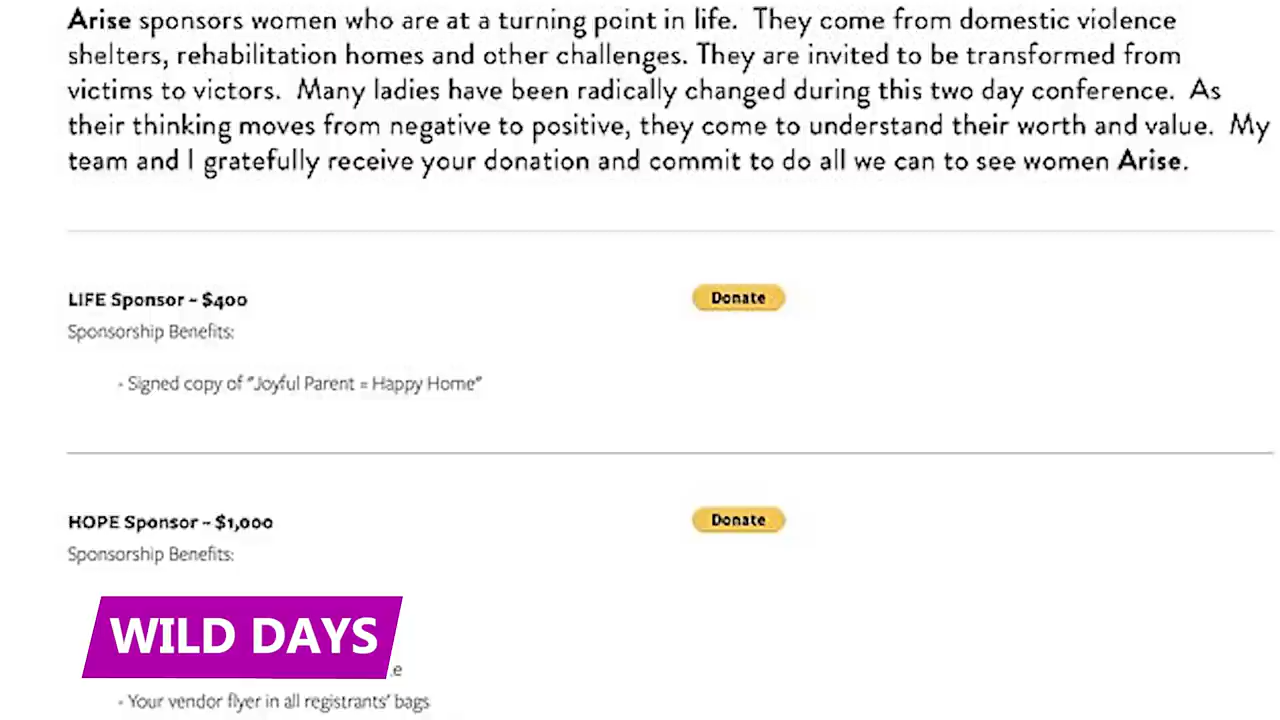 Arise sponsors women who are at a turning point in life. They come from domestic violence
shelters, rehabilitation homes and other challenges. They are invited to be transformed from
victims to victors. Many ladies have been radically changed during this two day conference. As
their thinking moves from negative to positive, they come to understand their worth and value. My
team and I gratefully receive your donation and commit to do all we can to see women Arise.
LIFE Sponsor - $400
Donate
Sponsorship Benefits:
- Signed copy of "Joyful Parent = Happy Home"
HOPE Sponsor - $1,000
Donate
Sponsorship Benefits:
WILD DAYS
- Your vendor flyer in all registrants' bags